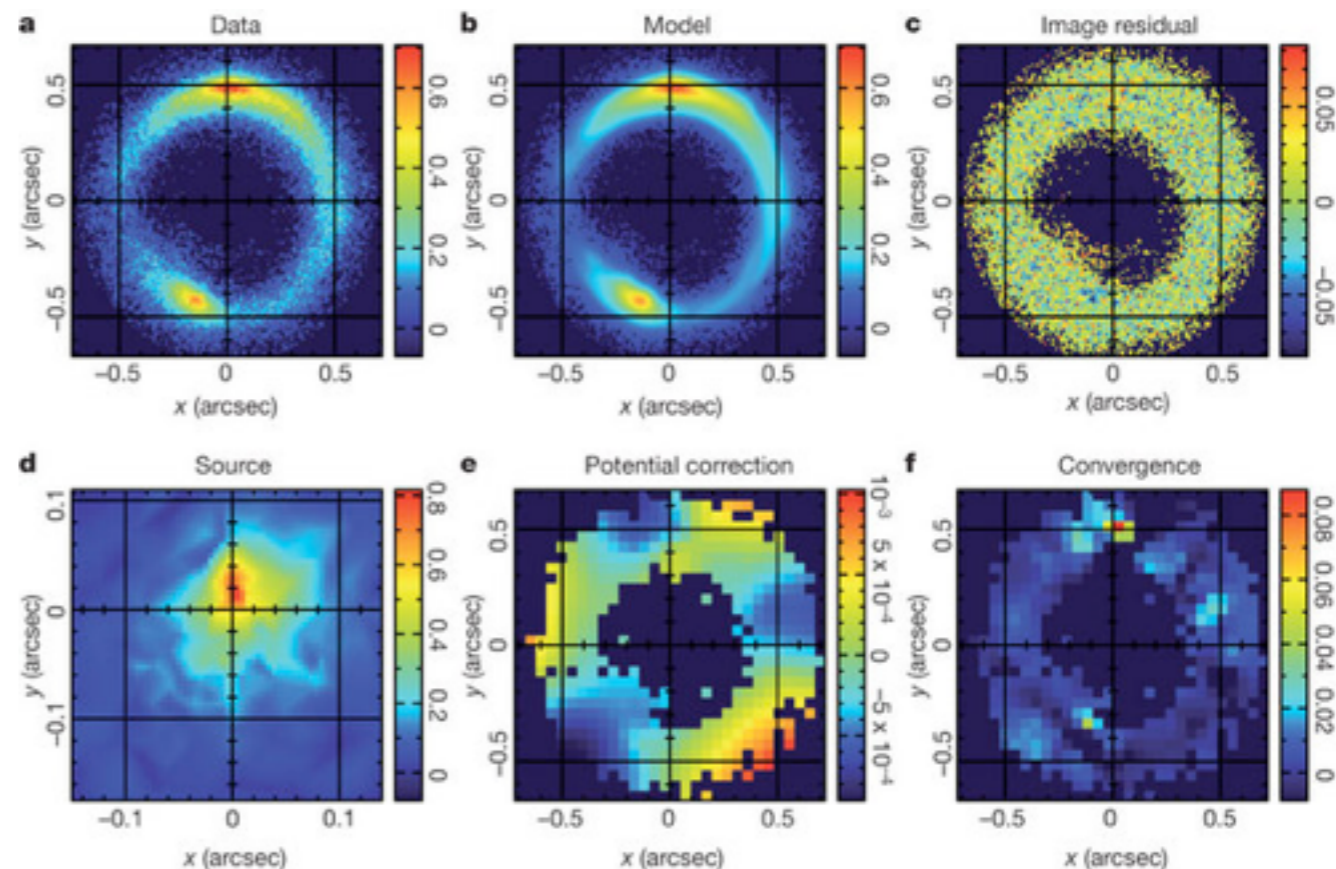 a Data
0.5
0
−0.5
y (arcsec)
−0.5 0 0.5
x (arcsec)
0.6
0.4
0.2
0
b Model
0.5
0
−0.5
y (arcsec)
−0.5 0 0.5
x (arcsec)
0.6
0.4
0.2
0
c Image residual
0.5
0
−0.5
y (arcsec)
−0.5 0 0.5
x (arcsec)
0.05
0
−0.05
d Source
0.1
0
−0.1
y (arcsec)
−0.1 0 0.1
x (arcsec)
0.8
0.6
0.4
0.2
0
e Potential correction
0.5
0
−0.5
y (arcsec)
−0.5 0 0.5
x (arcsec)
10⁻³
5 x 10⁻⁴
0
−5 x 10⁻⁴
f Convergence
0.5
0
−0.5
y (arcsec)
−0.5 0 0.5
x (arcsec)
0.08
0.06
0.04
0.02
0